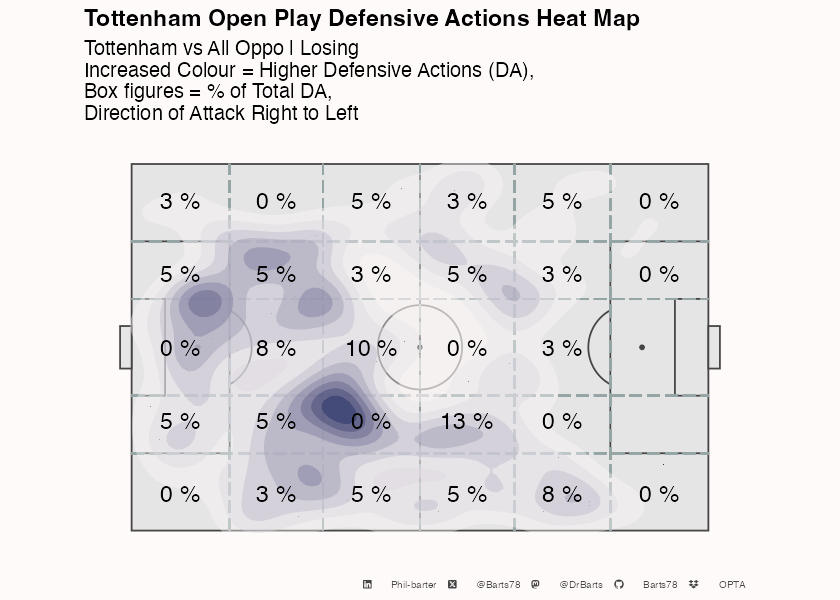 Tottenham Open Play Defensive Actions Heat Map
Tottenham vs All Oppo | Losing
Increased Colour = Higher Defensive Actions (DA),
Box figures = % of Total DA,
Direction of Attack Right to Left
3 % 0 % 5 % 3 % 5 % 0 %
5 % 5 % 3 % 5 % 3 % 0 %
0 % 8 % 10 % 0 % 3 %
5 % 5 % 0 % 13 % 0 %
0 % 3 % 5 % 5 % 8 % 0 %
Phil-barter @Barts78 @DrBarts Barts78 OPTA